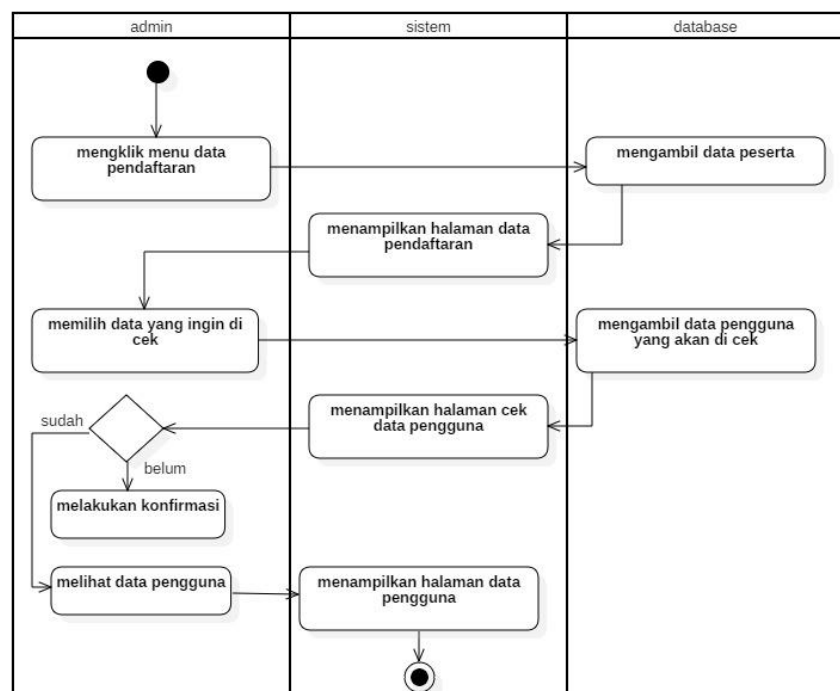 admin
sistem
database
mengklik menu data
pendaftaran
mengambil data peserta
menampilkan halaman data
pendaftaran
memilih data yang ingin di
cek
mengambil data pengguna
yang akan di cek
menampilkan halaman cek
data pengguna
sudah
belum
melakukan konfirmasi
melihat data pengguna
menampilkan halaman data
pengguna